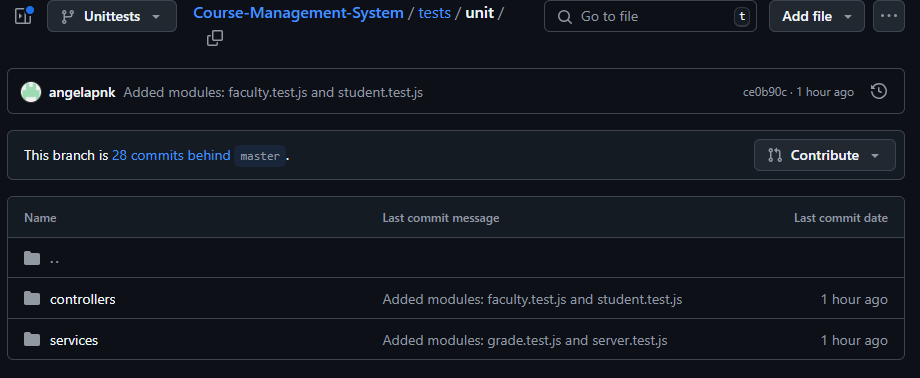 Unittests
Course-Management-System / tests / unit /
Go to file
t
Add file
angelapnk Added modules: faculty.test.js and student.test.js
ce0b90c · 1 hour ago
This branch is 28 commits behind master.
Contribute
Name Last commit message Last commit date
..
controllers Added modules: faculty.test.js and student.test.js 1 hour ago
services Added modules: grade.test.js and server.test.js 1 hour ago